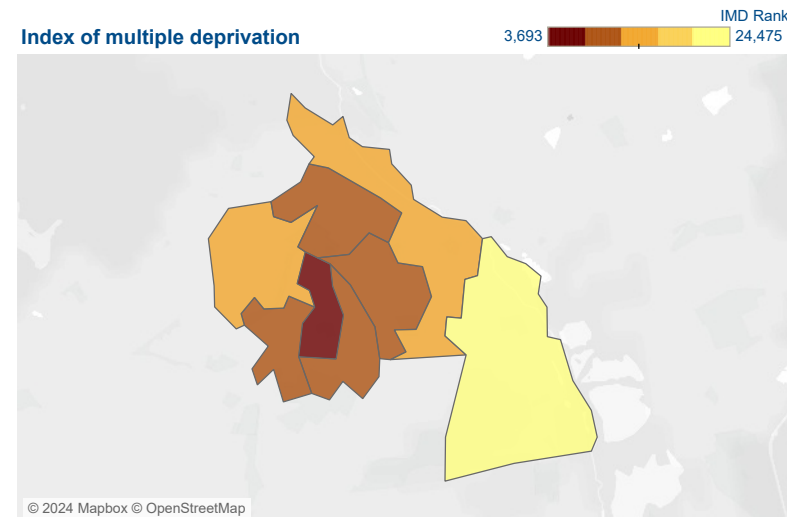 IMD Rank
Index of multiple deprivation
3,693
24,475
© 2024 Mapbox © OpenStreetMap